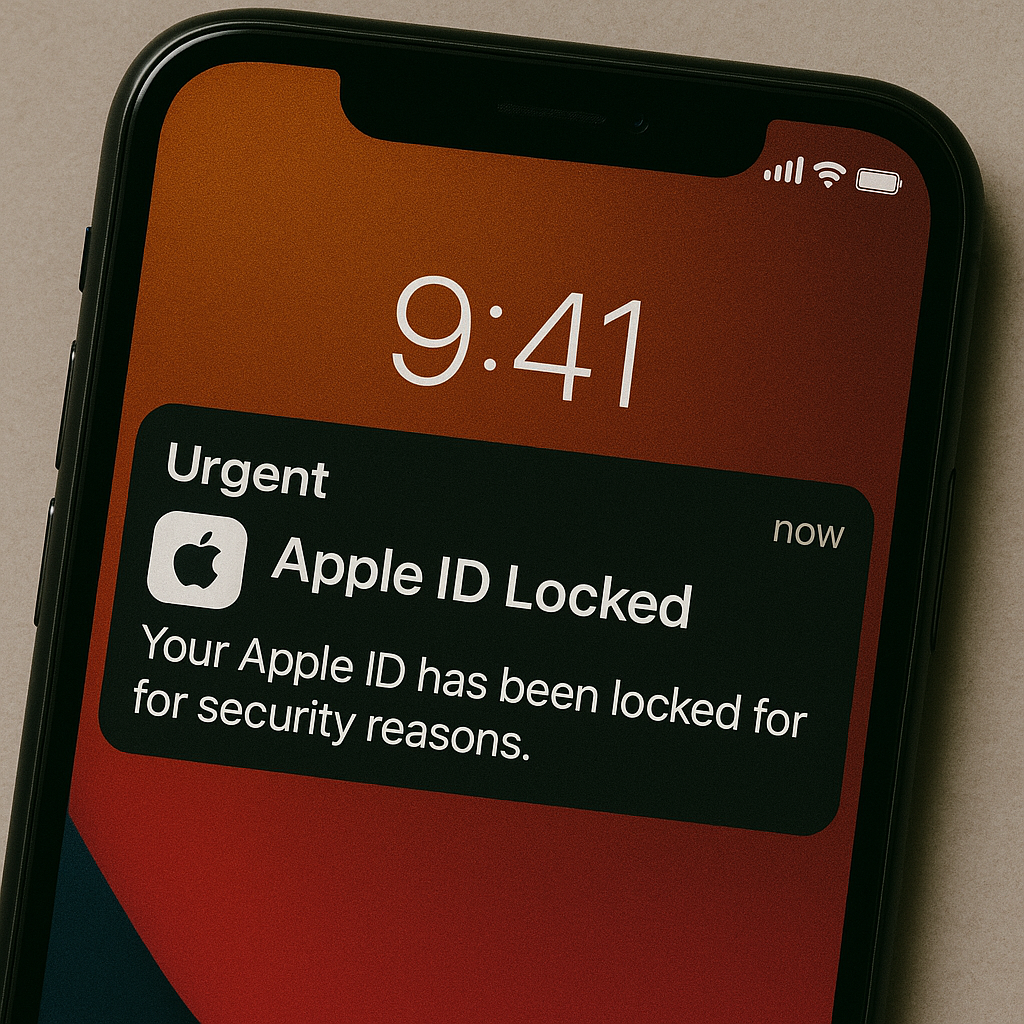 9:41
Urgent
now
Apple ID Locked
Your Apple ID has been locked for
for security reasons.